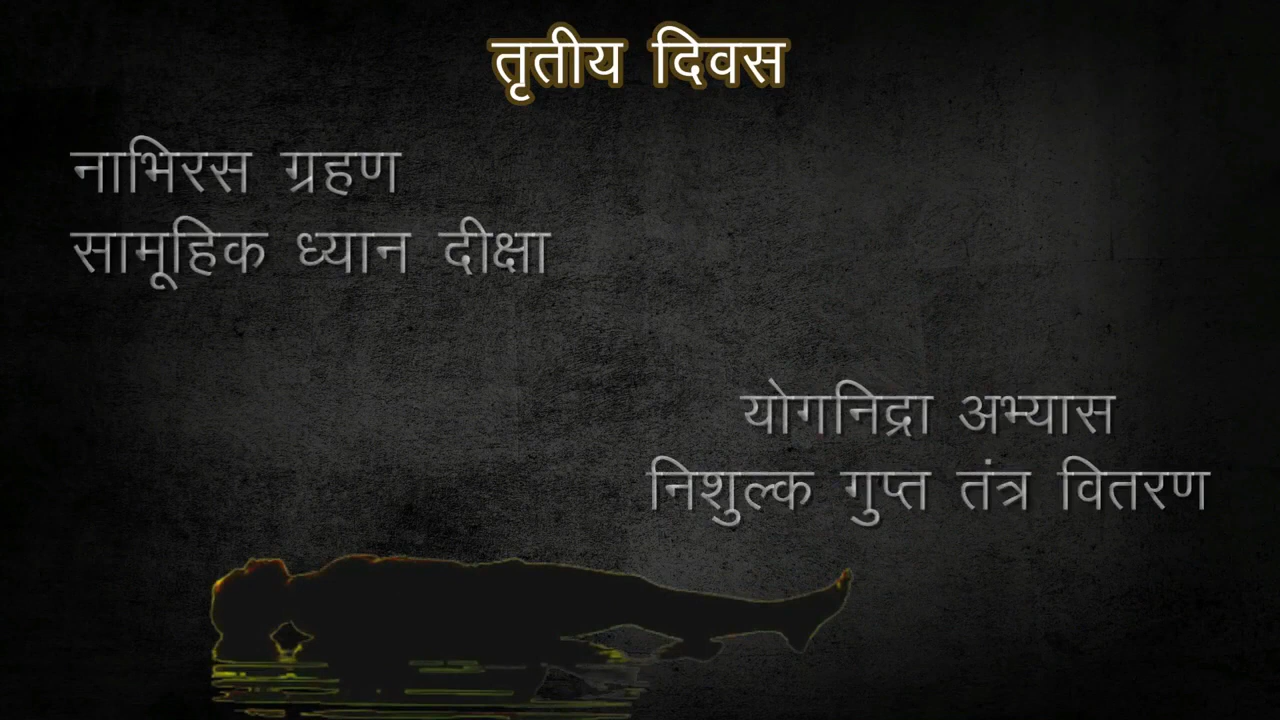 तृतीय दिवस
नाभिरस ग्रहण
सामूहिक ध्यान दीक्षा
योगनिद्रा अभ्यास
निशुल्क गुप्त तंत्र वितरण